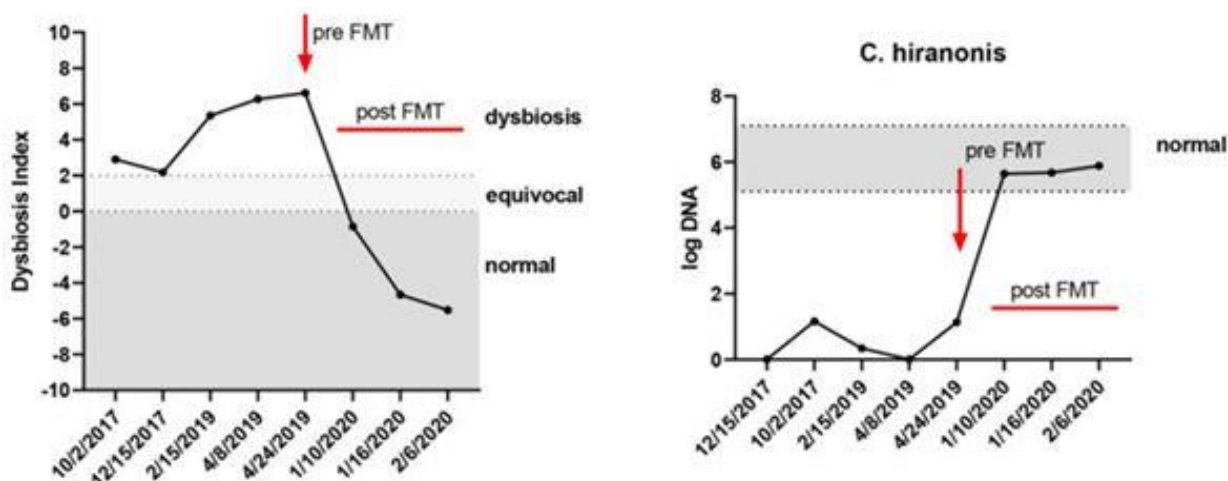 pre FMT
post FMT
dysbiosis
equivocal
normal
Dysbiosis Index
10
8
6
4
2
0
-2
-4
-6
-8
-10
10/2/2017
12/15/2017
2/15/2019
4/8/2019
4/24/2019
1/10/2020
1/16/2020
2/6/2020
C. hiranonis
normal
pre FMT
post FMT
log DNA
8
6
4
2
0
12/15/2017
10/2/2017
2/15/2019
4/8/2019
4/24/2019
1/10/2020
1/16/2020
2/6/2020